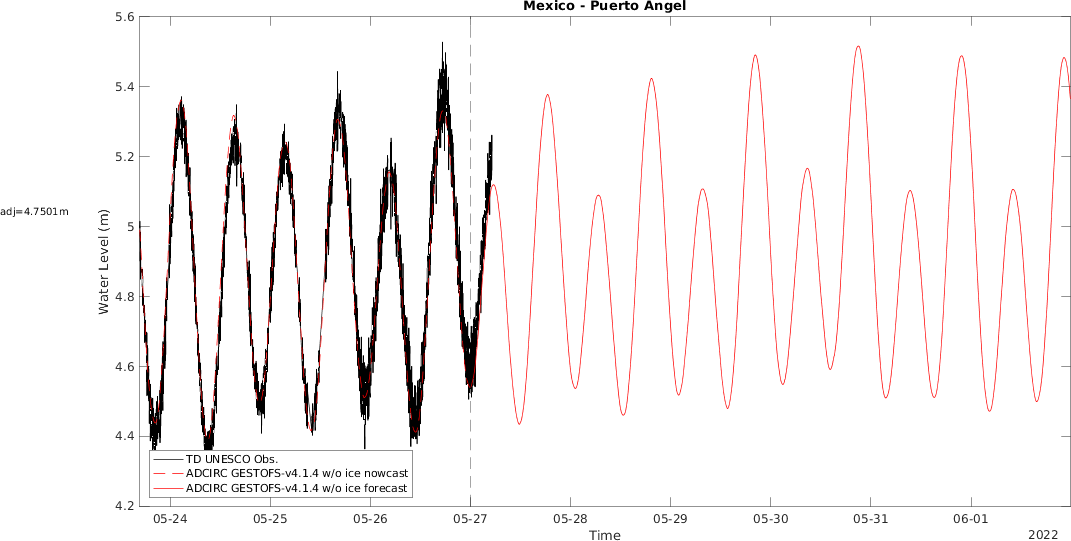 Mexico - Puerto Angel
5.6
5.4
5.2
5
4.8
4.6
4.4
4.2
adj=4.7501m
Water Level (m)
TD UNESCO Obs.
ADCIRC GESTOFS-v4.1.4 w/o ice nowcast
ADCIRC GESTOFS-v4.1.4 w/o ice forecast
05-24 05-25 05-26 05-27 05-28 05-29 05-30 05-31 06-01
Time
2022